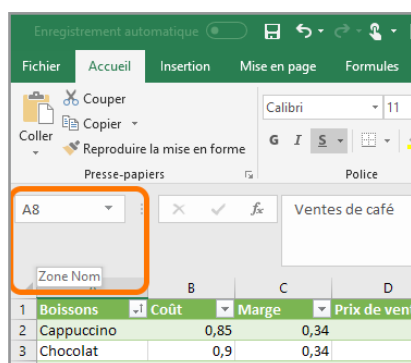 Enregistrement automatique
Fichier Accueil Insertion Mise en page Formules
Couper
Copier
Coller
Reproduire la mise en forme
Presse-papiers
Calibri 11
G I S
Police
A8 fx Ventes de café
Zone Nom
B C D
1 Boissons Coût Marge Prix de ven
2 Cappuccino 0,85 0,34
3 Chocolat 0,9 0,34